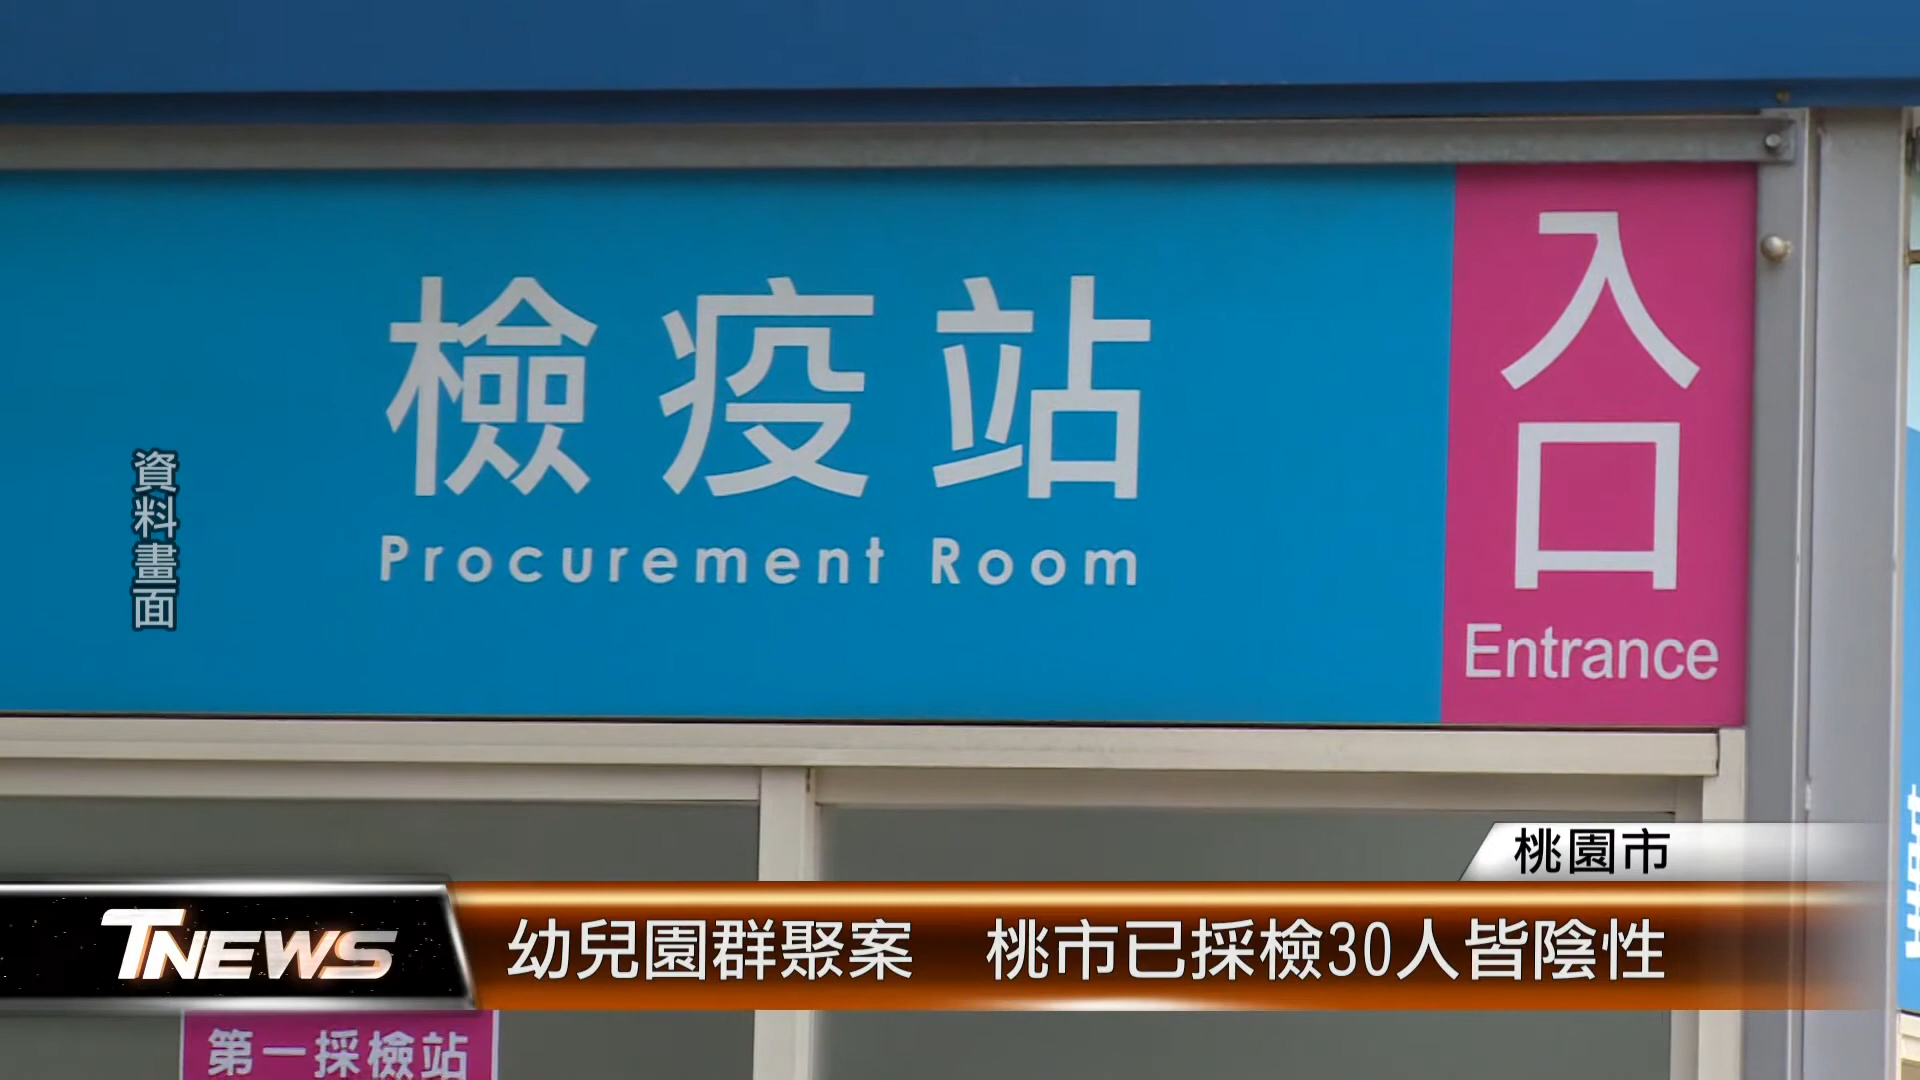 檢疫站
Procurement Room
入口
Entrance
資料畫面
桃園市
TNEWS
幼兒園群聚案 桃市已採檢30人皆陰性
第一採檢站